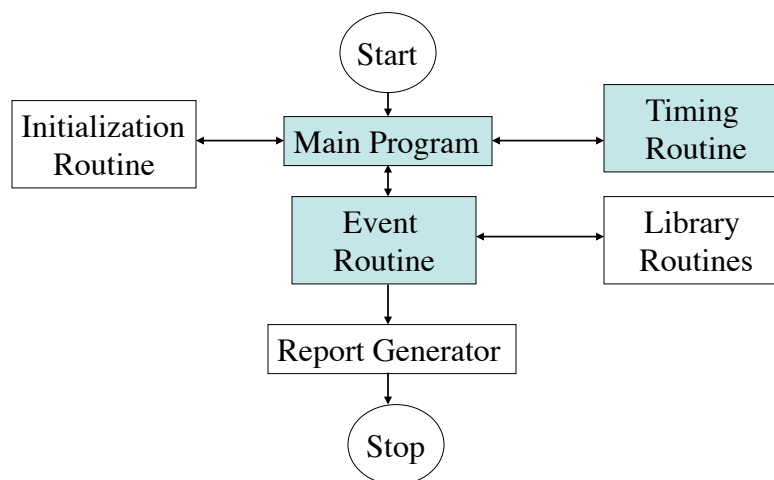 Start
Initialization
Routine
Main Program
Timing
Routine
Event
Routine
Library
Routines
Report Generator
Stop